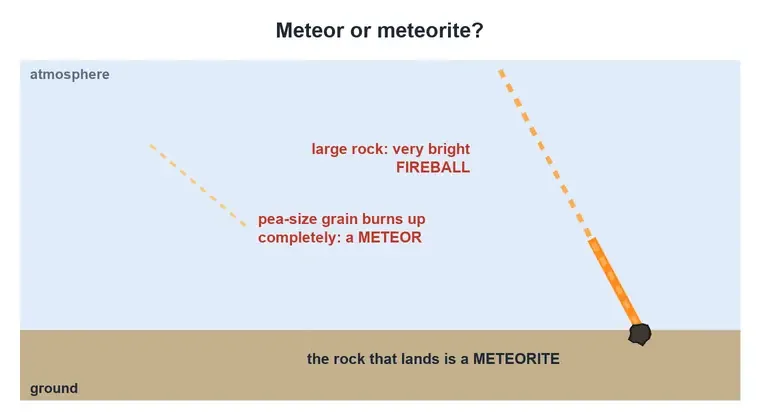 Meteor or meteorite?
atmosphere
large rock: very bright
FIREBALL
pea-size grain burns up
completely: a METEOR
the rock that lands is a METEORITE
ground